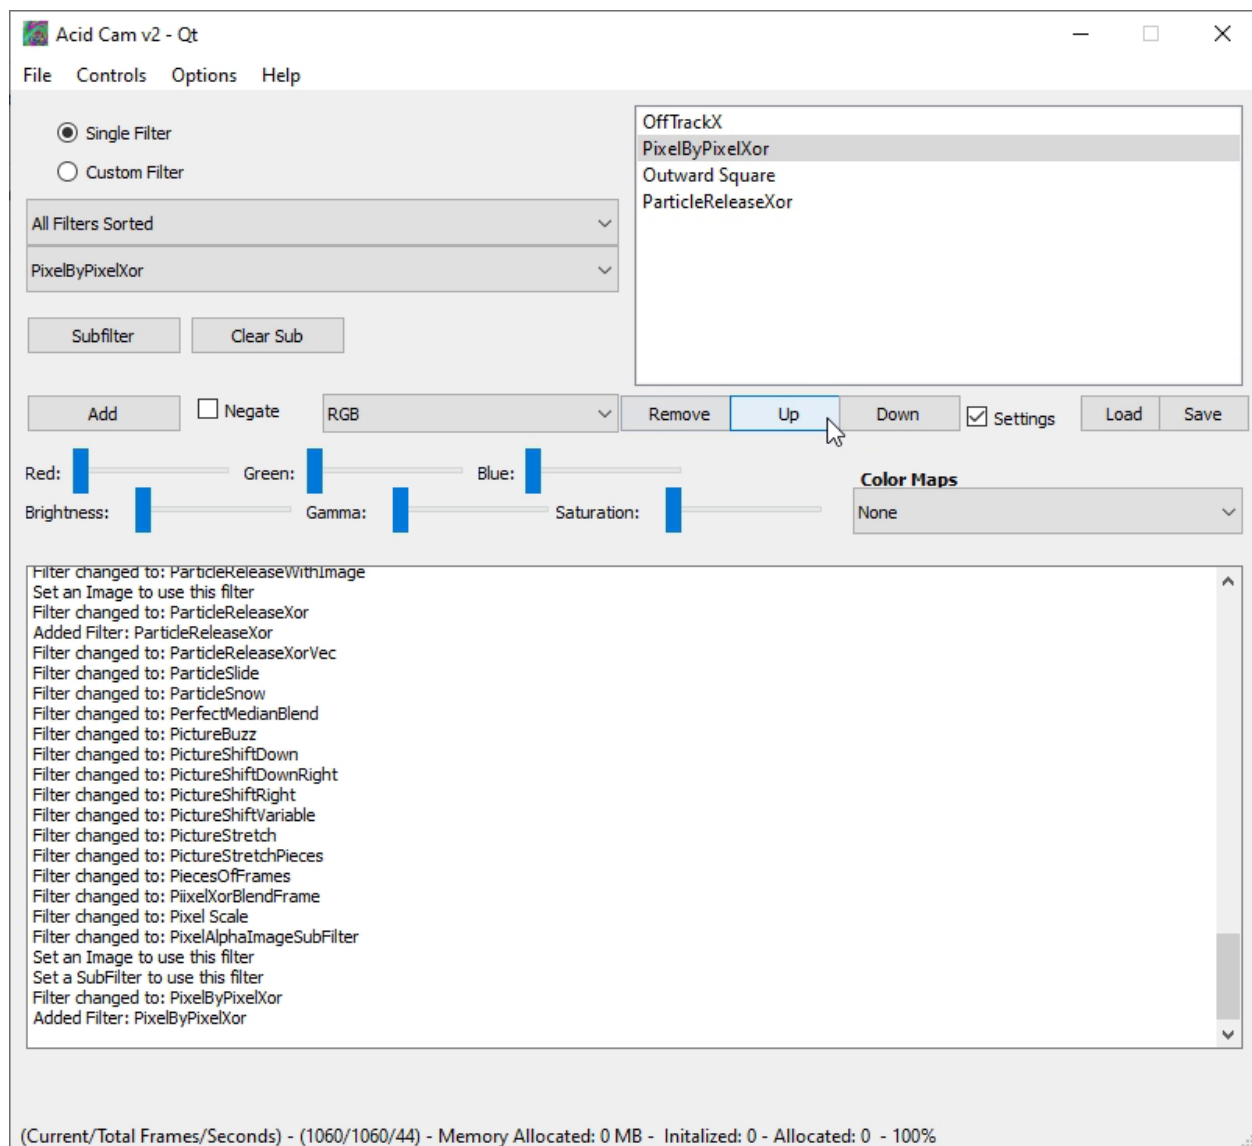 Acid Cam v2 - Qt
File Controls Options Help
Single Filter
Custom Filter
All Filters Sorted
PixelByPixelXor
Subfilter Clear Sub
OffTrackX
PixelByPixelXor
Outward Square
ParticleReleaseXor
Add Negate RGB Remove Up Down Settings Load Save
Red: Green: Blue:
Color Maps
Brightness: Gamma: Saturation: None
Filter changed to: ParticleReleaseWithImage
Set an Image to use this filter
Filter changed to: ParticleReleaseXor
Added Filter: ParticleReleaseXor
Filter changed to: ParticleReleaseXorVec
Filter changed to: ParticleSlide
Filter changed to: ParticleSnow
Filter changed to: PerfectMedianBlend
Filter changed to: PictureBuzz
Filter changed to: PictureShiftDown
Filter changed to: PictureShiftDownRight
Filter changed to: PictureShiftRight
Filter changed to: PictureShiftVariable
Filter changed to: PictureStretch
Filter changed to: PictureStretchPieces
Filter changed to: PiecesOfFrames
Filter changed to: PiixelXorBlendFrame
Filter changed to: Pixel Scale
Filter changed to: PixelAlphaImageSubFilter
Set an Image to use this filter
Set a SubFilter to use this filter
Filter changed to: PixelByPixelXor
Added Filter: PixelByPixelXor
(Current/Total Frames/Seconds) - (1060/1060/44) - Memory Allocated: 0 MB - Initalized: 0 - Allocated: 0 - 100%